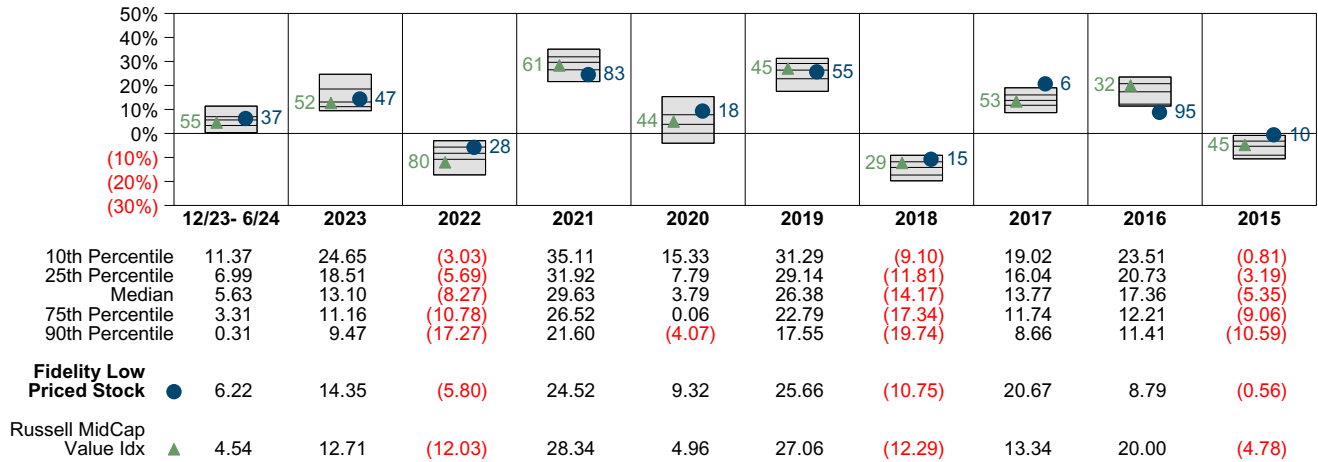 50%
40%
30%
20%
10%
0%
(10%)
(20%)
(30%)
55 37
52 47
80 28
61 83
44 18
45 55
29 15
53 6
32 95
45 10
12/23- 6/24 2023 2022 2021 2020 2019 2018 2017 2016 2015
10th Percentile 11.37 24.65 (3.03) 35.11 15.33 31.29 (9.10) 19.02 23.51 (0.81)
25th Percentile 6.99 18.51 (5.69) 31.92 7.79 29.14 (11.81) 16.04 20.73 (3.19)
Median 5.63 13.10 (8.27) 29.63 3.79 26.38 (14.17) 13.77 17.36 (5.35)
75th Percentile 3.31 11.16 (10.78) 26.52 0.06 22.79 (17.34) 11.74 12.21 (9.06)
90th Percentile 0.31 9.47 (17.27) 21.60 (4.07) 17.55 (19.74) 8.66 11.41 (10.59)
Fidelity Low
Priced Stock 6.22 14.35 (5.80) 24.52 9.32 25.66 (10.75) 20.67 8.79 (0.56)
Russell MidCap
Value Idx 4.54 12.71 (12.03) 28.34 4.96 27.06 (12.29) 13.34 20.00 (4.78)